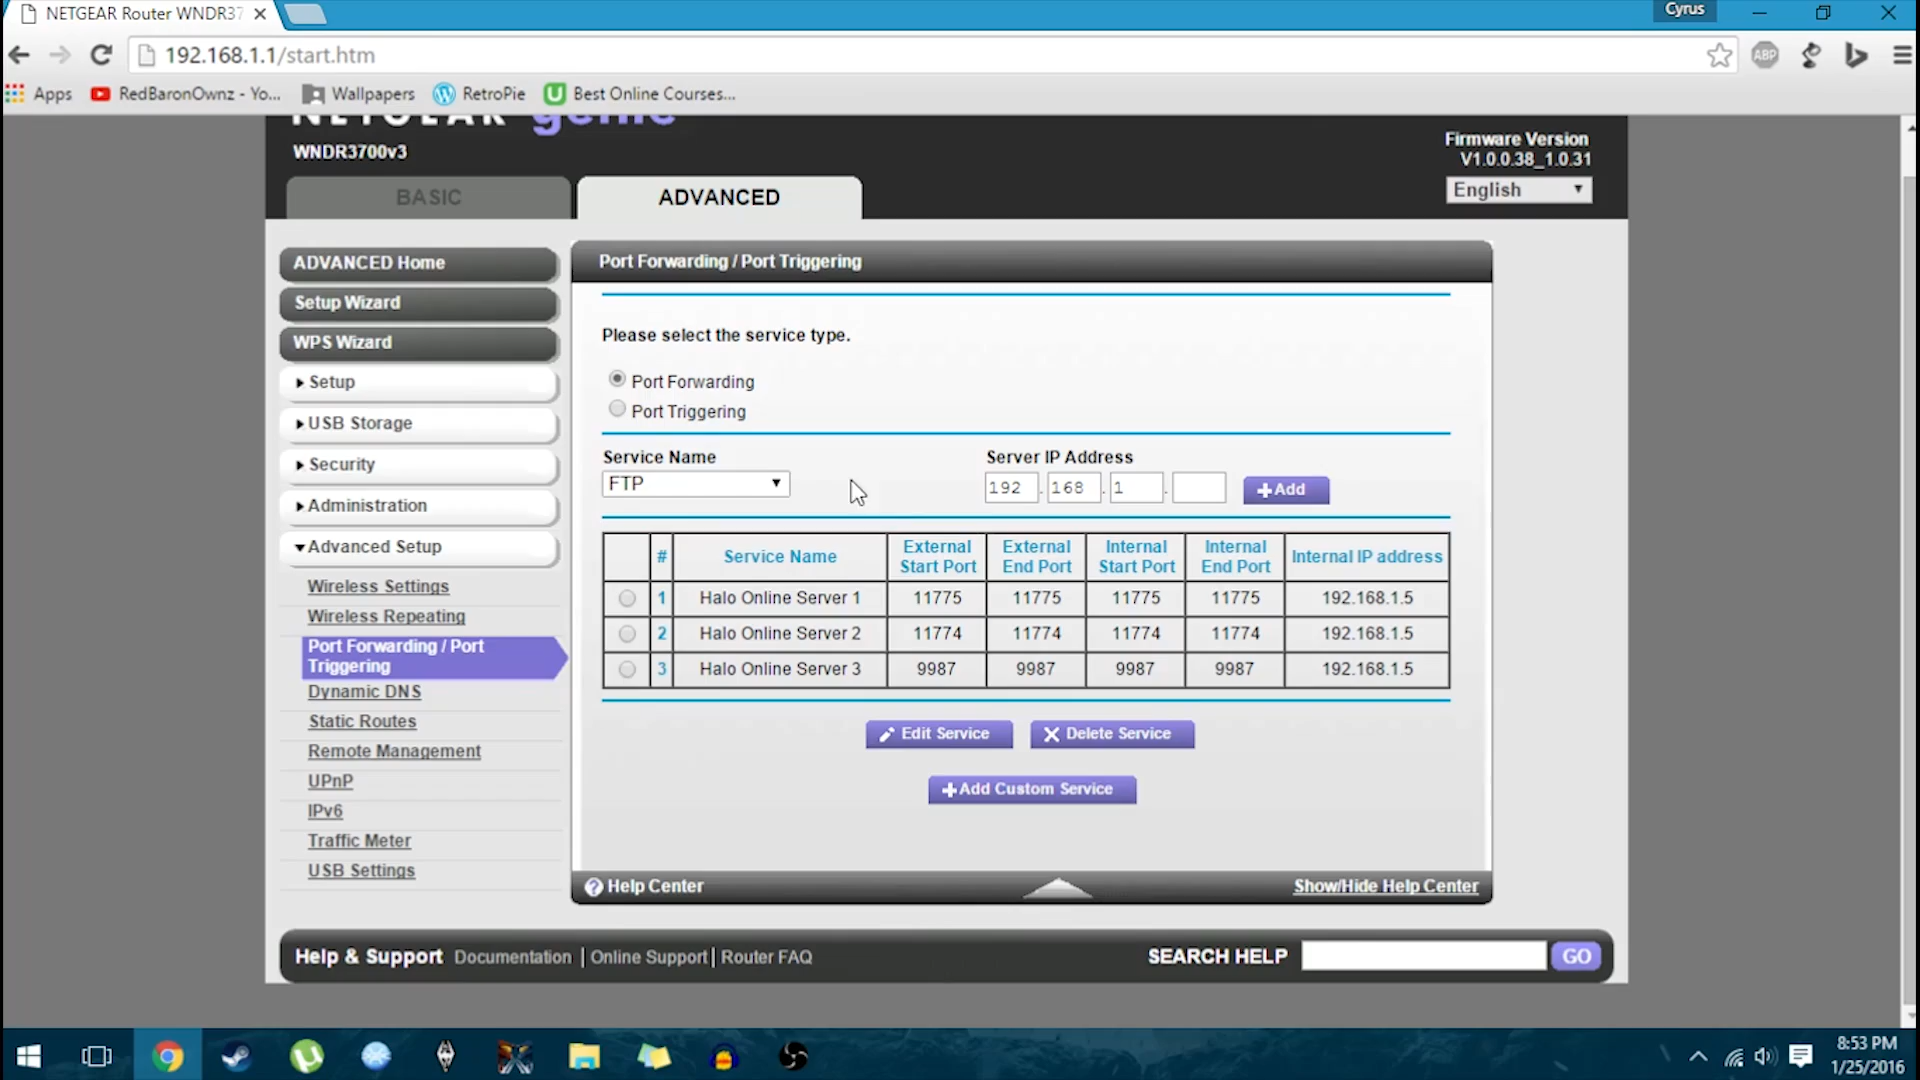 NETGEAR Router WNDR37
Cyrus
192.168.1.1/start.htm
ABP
Apps
RedBaronOwnz - Yo...
Wallpapers
RetroPie
Best Online Courses...
NETGEAR genie
WNDR3700v3
Firmware Version
V1.0.0.38_1.0.31
English
BASIC
ADVANCED
ADVANCED Home
Setup Wizard
WPS Wizard
Setup
USB Storage
Security
Administration
Advanced Setup
Wireless Settings
Wireless Repeating
Port Forwarding / Port
Triggering
Dynamic DNS
Static Routes
Remote Management
UPnP
IPv6
Traffic Meter
USB Settings
Port Forwarding / Port Triggering
Please select the service type.
Port Forwarding
Port Triggering
Service Name
FTP
Server IP Address
192 . 168 . 1 .
Add
# Service Name External Start Port External End Port Internal Start Port Internal End Port Internal IP address
1 Halo Online Server 1 11775 11775 11775 11775 192.168.1.5
2 Halo Online Server 2 11774 11774 11774 11774 192.168.1.5
3 Halo Online Server 3 9987 9987 9987 9987 192.168.1.5
Edit Service
Delete Service
Add Custom Service
? Help Center
Show/Hide Help Center
Help & Support Documentation | Online Support | Router FAQ
SEARCH HELP
GO
8:53 PM
1/25/2016